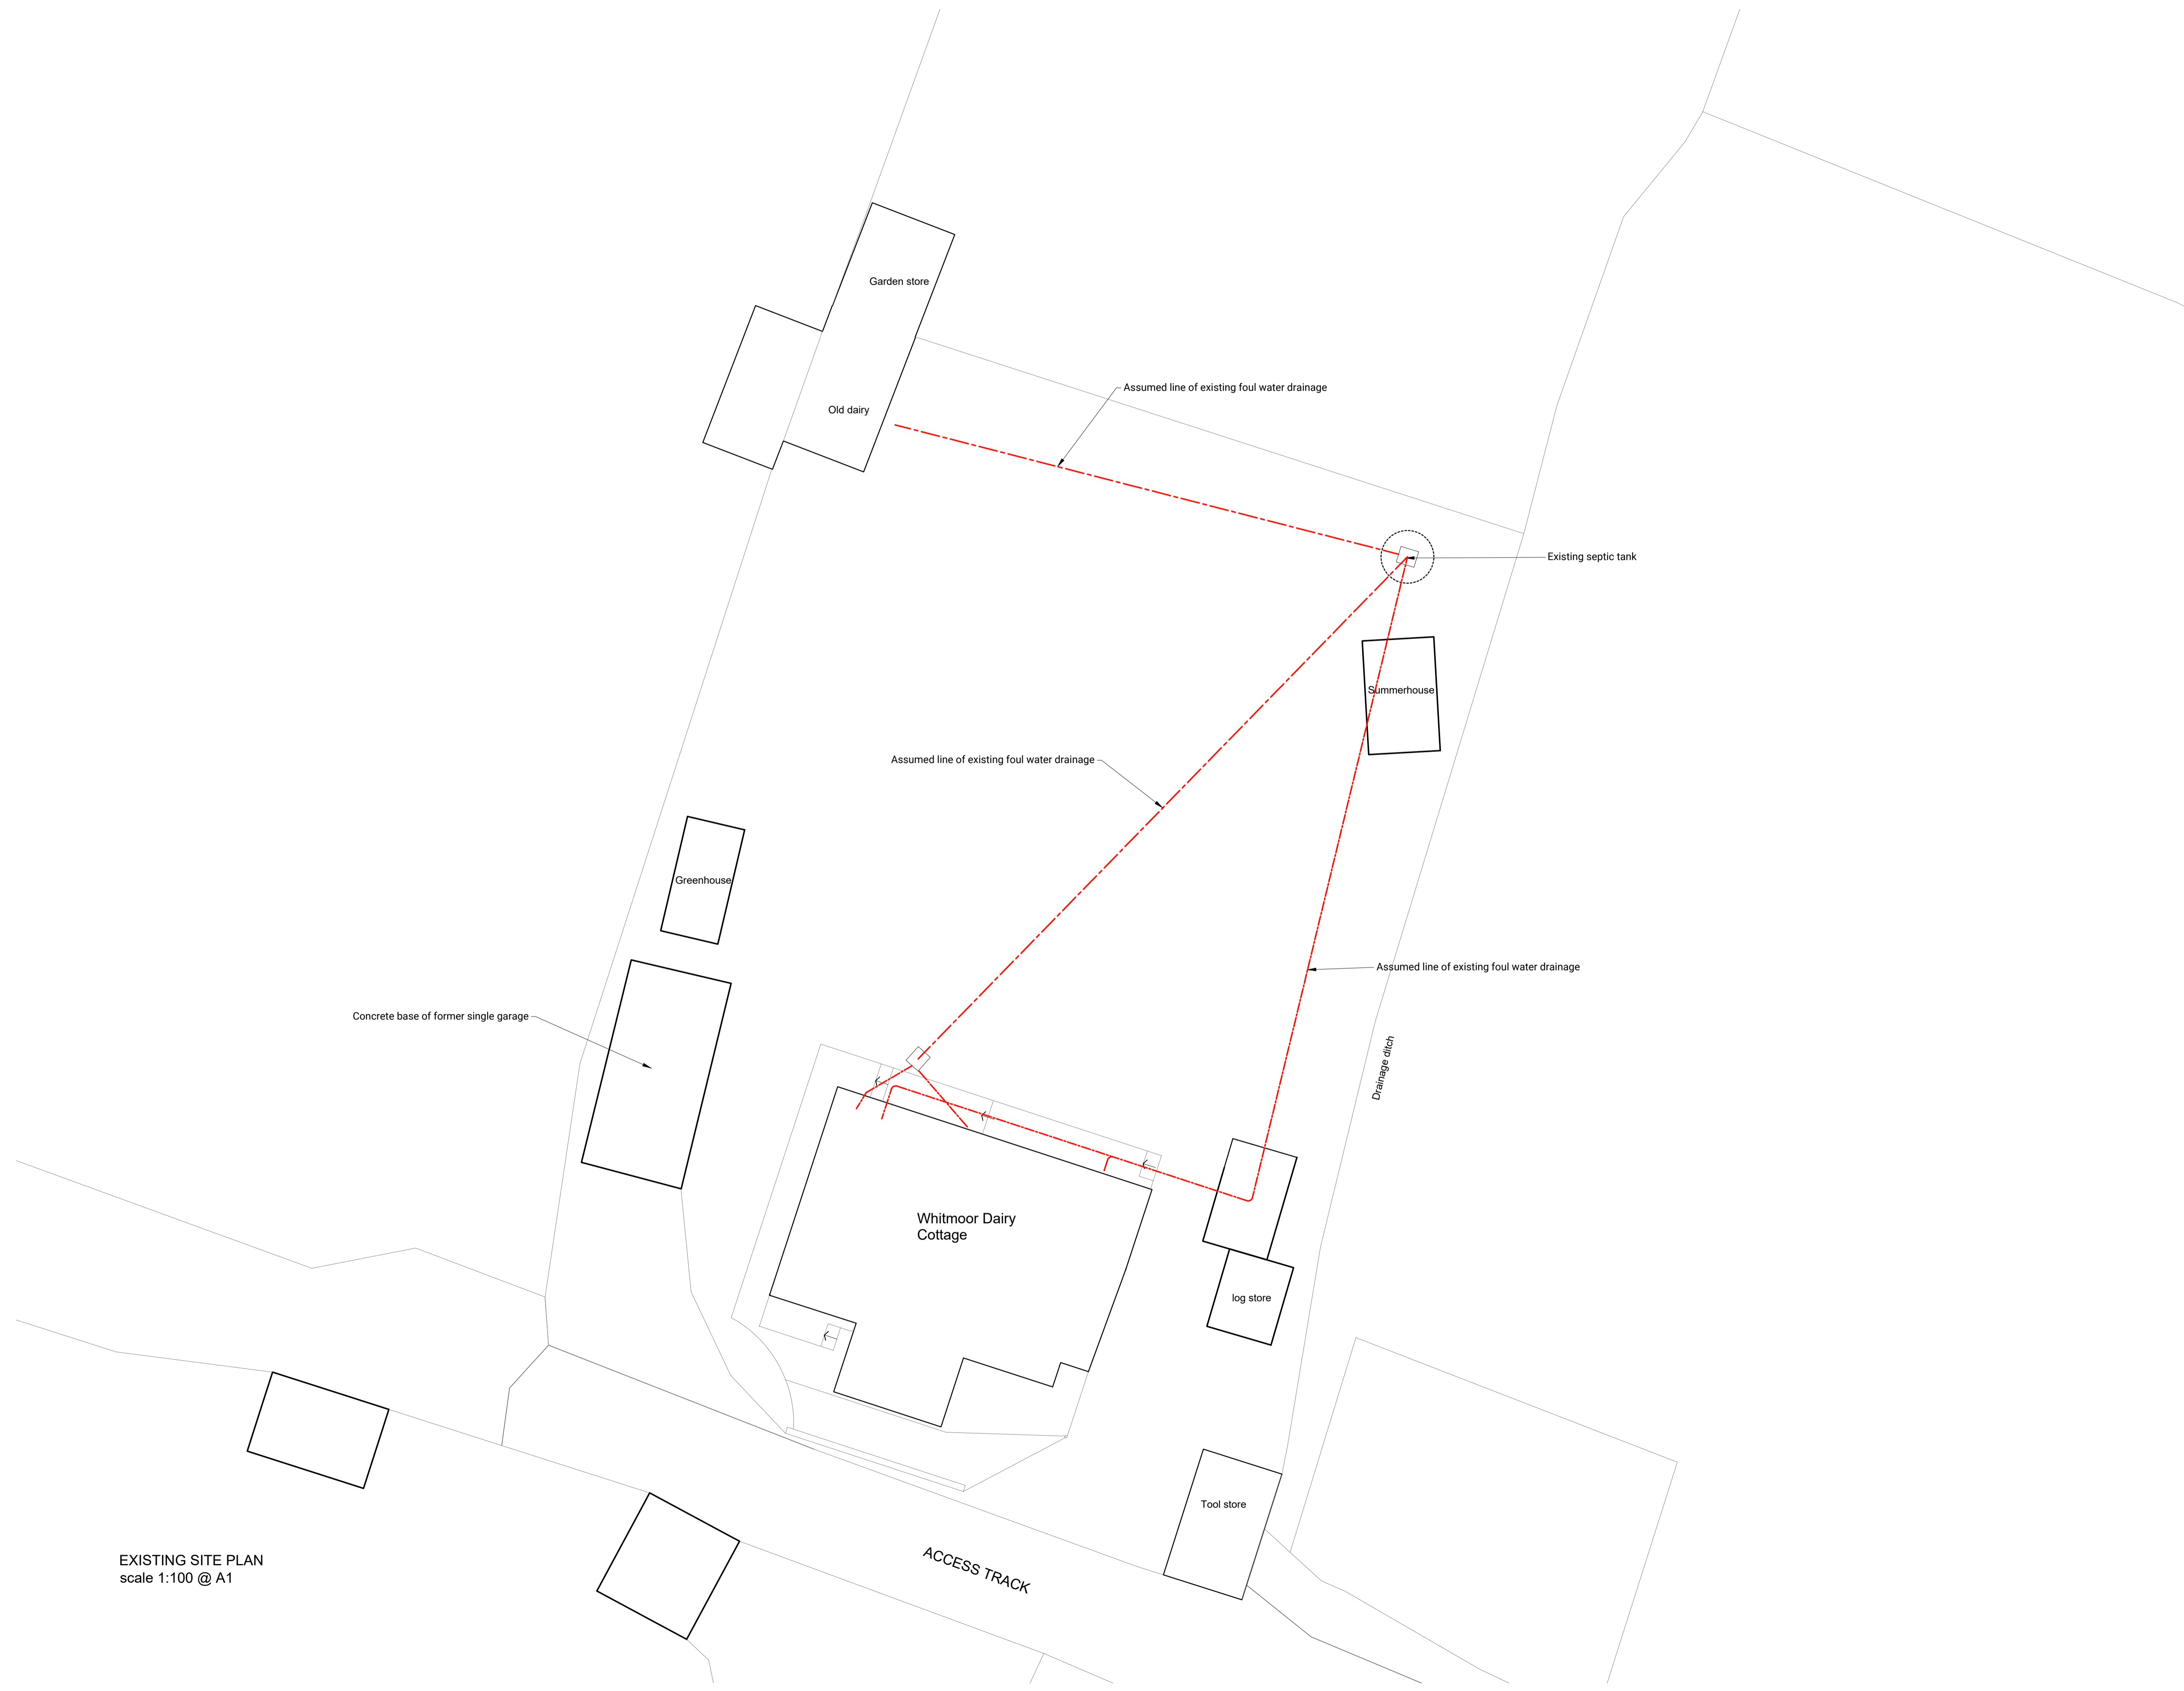 Garden store
Assumed line of existing foul water drainage
Old dairy
Existing septic tank
Summerhouse
Assumed line of existing foul water drainage
Greenhouse
Assumed line of existing foul water drainage
Concrete base of former single garage
Drainage ditch
Whitmoor Dairy
Cottage
log store
Tool store
ACCESS TRACK
EXISTING SITE PLAN
scale 1:100 @ A1